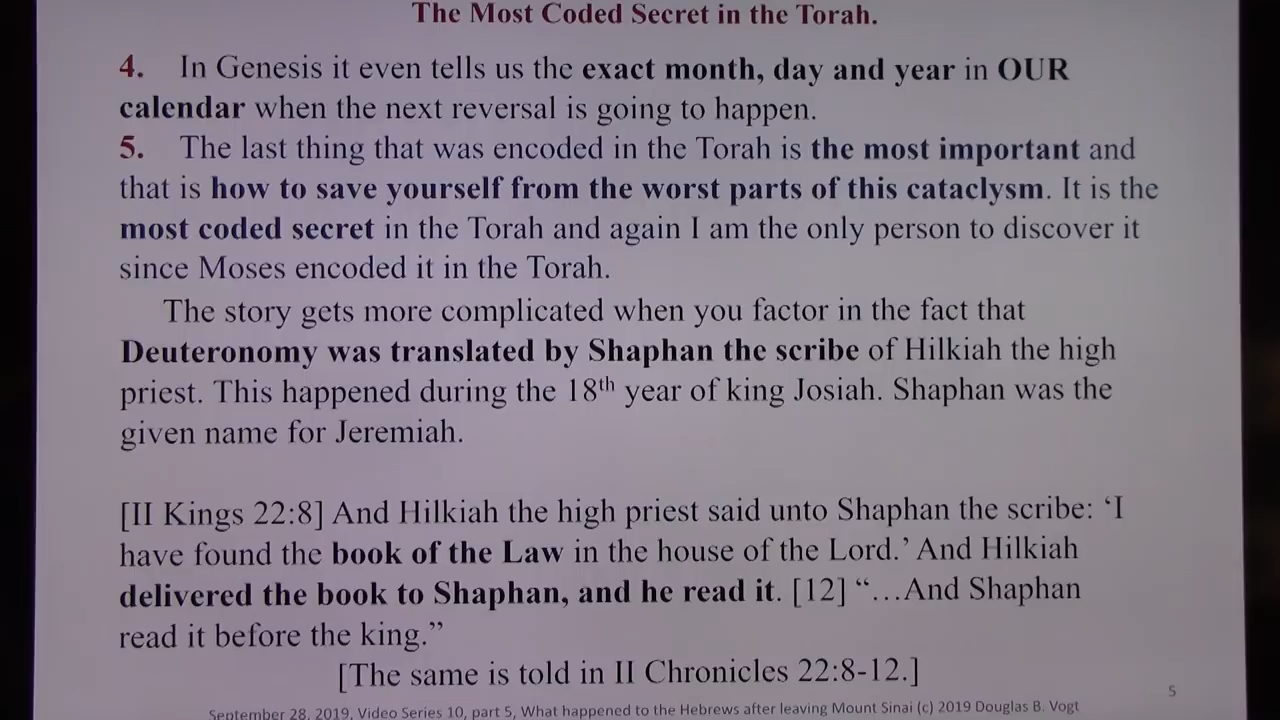 The Most Coded Secret in the Torah.
4. In Genesis it even tells us the exact month, day and year in OUR
calendar when the next reversal is going to happen.
5. The last thing that was encoded in the Torah is the most important and
that is how to save yourself from the worst parts of this cataclysm. It is the
most coded secret in the Torah and again I am the only person to discover it
since Moses encoded it in the Torah.
The story gets more complicated when you factor in the fact that
Deuteronomy was translated by Shaphan the scribe of Hilkiah the high
priest. This happened during the 18th year of king Josiah. Shaphan was the
given name for Jeremiah.
[II Kings 22:8] And Hilkiah the high priest said unto Shaphan the scribe: ‘I
have found the book of the Law in the house of the Lord.’ And Hilkiah
delivered the book to Shaphan, and he read it. [12] “…And Shaphan
read it before the king.”
[The same is told in II Chronicles 22:8-12.]
5
September 28, 2019, Video Series 10, part 5, What happened to the Hebrews after leaving Mount Sinai (c) 2019 Douglas B. Vogt